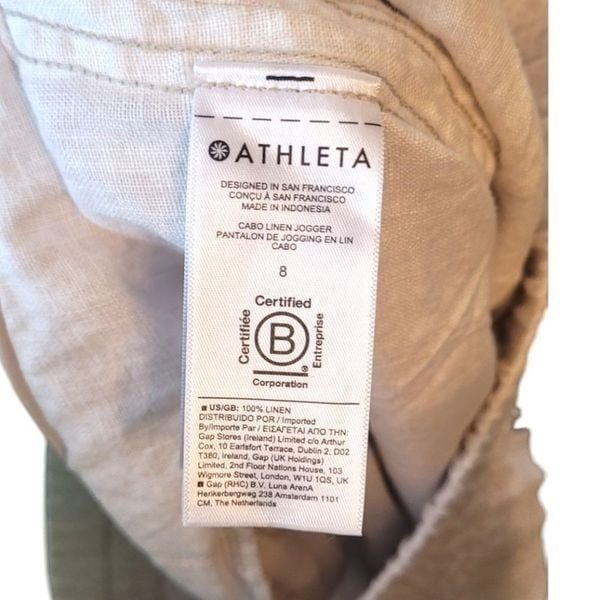 ATHLETA
DESIGNED IN SAN FRANCISCO
CONÇU À SAN FRANCISCO
MADE IN INDONESIA
CABO LINEN JOGGER
PANTALON DE JOGGING EN LIN
CABO
8
Certified
Certifiée
B
Entreprise
®
Corporation
US/GB: 100% LINEN
DISTRIBUIDO POR / Imported
By/Importe Par / ΕΙΣΑΓΕΤΑΙ ΑΠΟ ΤΗΝ:
Gap Stores (Ireland) Limited c/o Arthur
Cox, 10 Earlsfort Terrace, Dublin 2, D02
T380, Ireland, Gap (UK Holdings)
Limited, 2nd Floor Nations House, 103
Wigmore Street, London, W1U 1QS, UK
Gap (RHC) B.V. Luna ArenA
Herikerbergweg 238 Amsterdam 1101
CM, The Netherlands